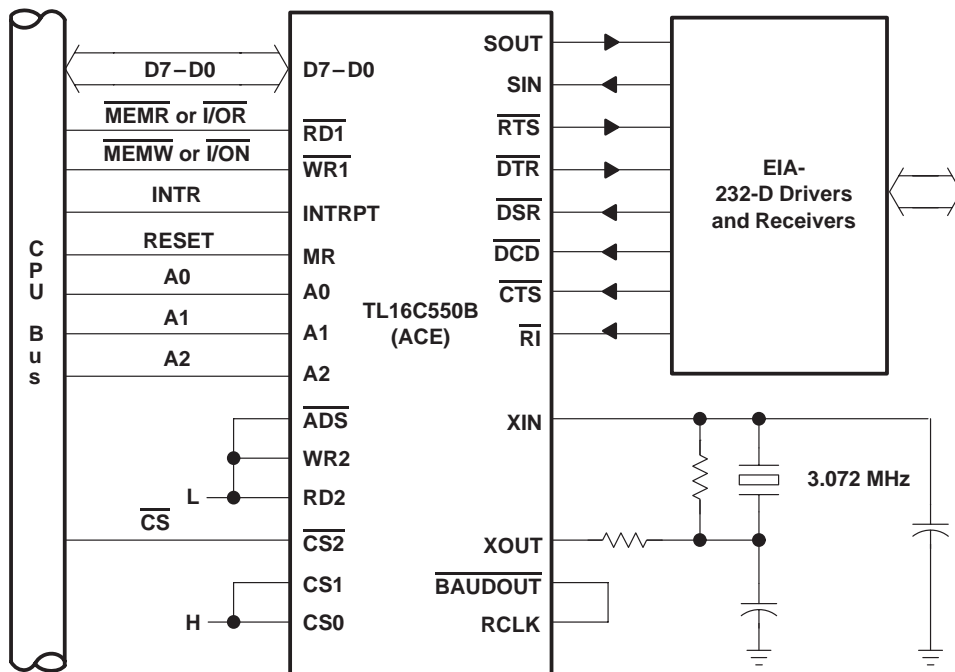 CPU Bus
D7–D0
MEMR or I/OR
MEMW or I/ON
INTR
RESET
A0
A1
A2
L
CS
H
D7–D0
RD1
WR1
INTRPT
MR
A0
A1
A2
ADS
WR2
RD2
CS2
CS1
CS0
TL16C550B
(ACE)
SOUT
SIN
RTS
DTR
DSR
DCD
CTS
RI
XIN
XOUT
BAUDOUT
RCLK
EIA-
232-D Drivers
and Receivers
3.072 MHz